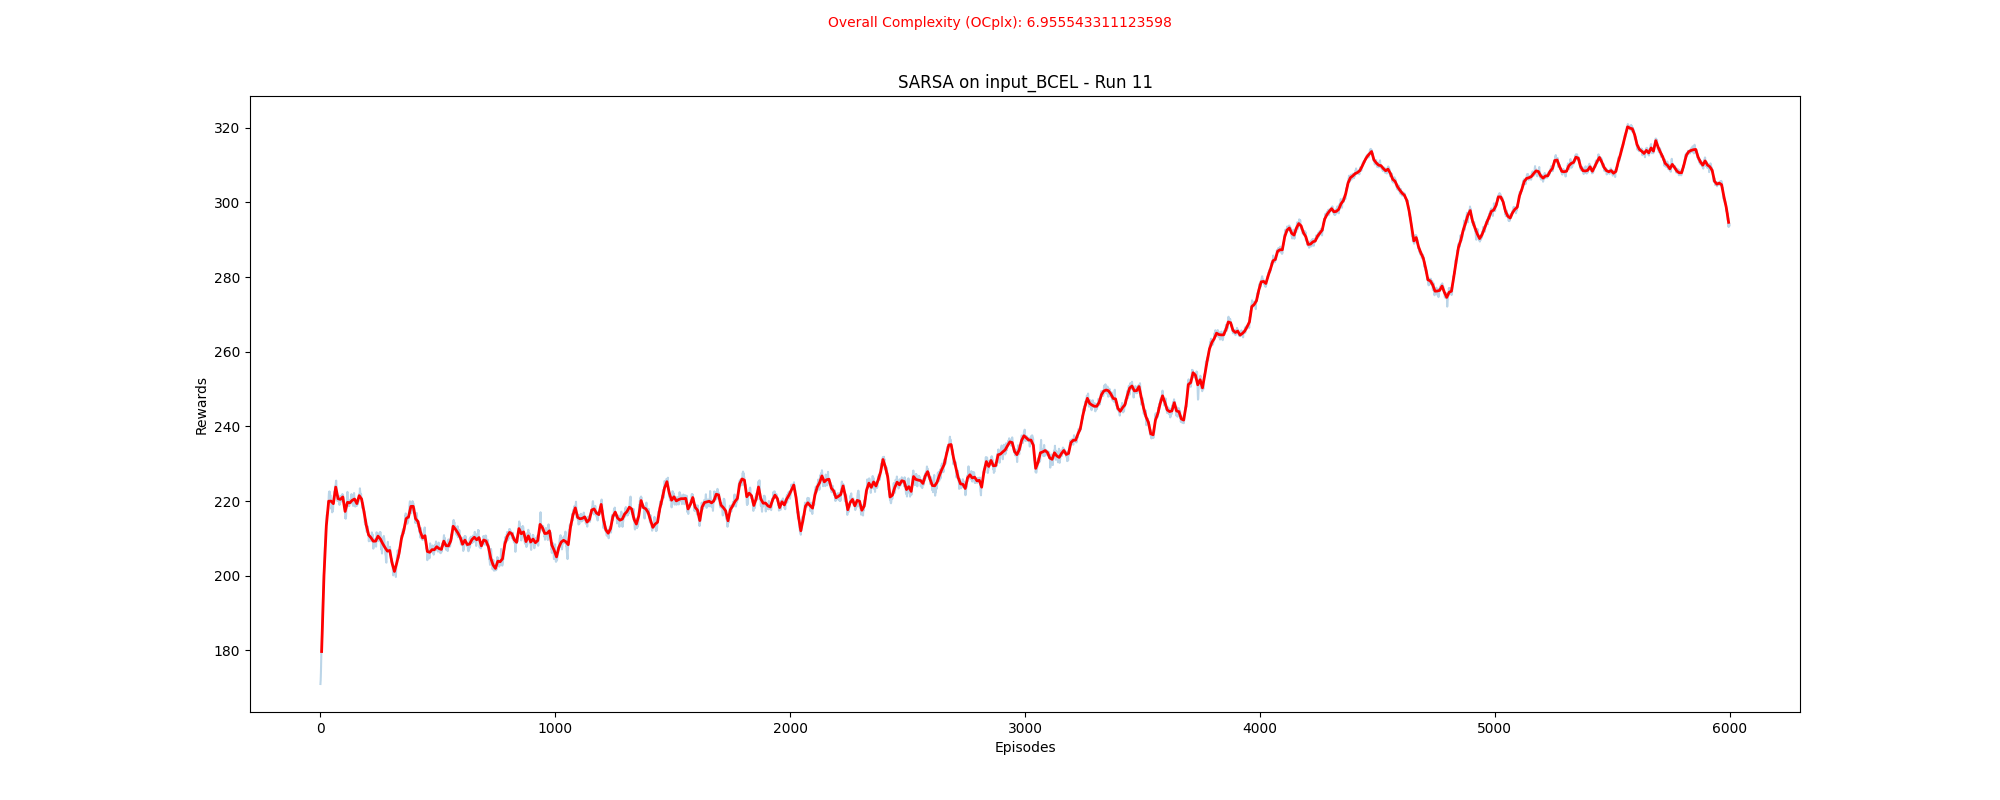 Overall Complexity (OCplx): 6.955543311123598
SARSA on input_BCEL - Run 11
320
300
280
260
240
220
200
180
Rewards
0 1000 2000 3000 4000 5000 6000
Episodes